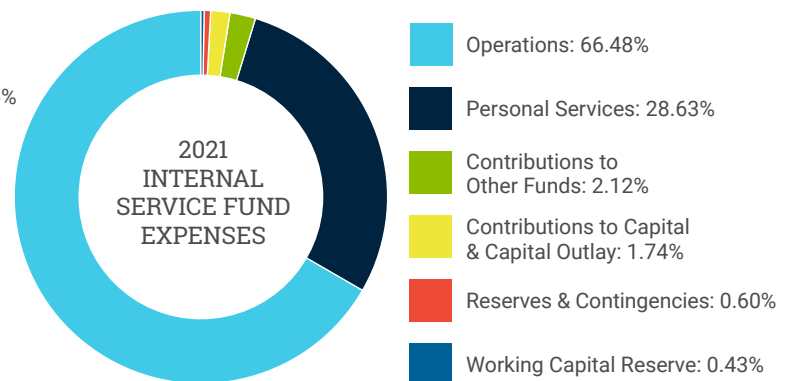 %
2021
INTERNAL
SERVICE FUND
EXPENSES
Operations: 66.48%
Personal Services: 28.63%
Contributions to
Other Funds: 2.12%
Contributions to Capital
& Capital Outlay: 1.74%
Reserves & Contingencies: 0.60%
Working Capital Reserve: 0.43%